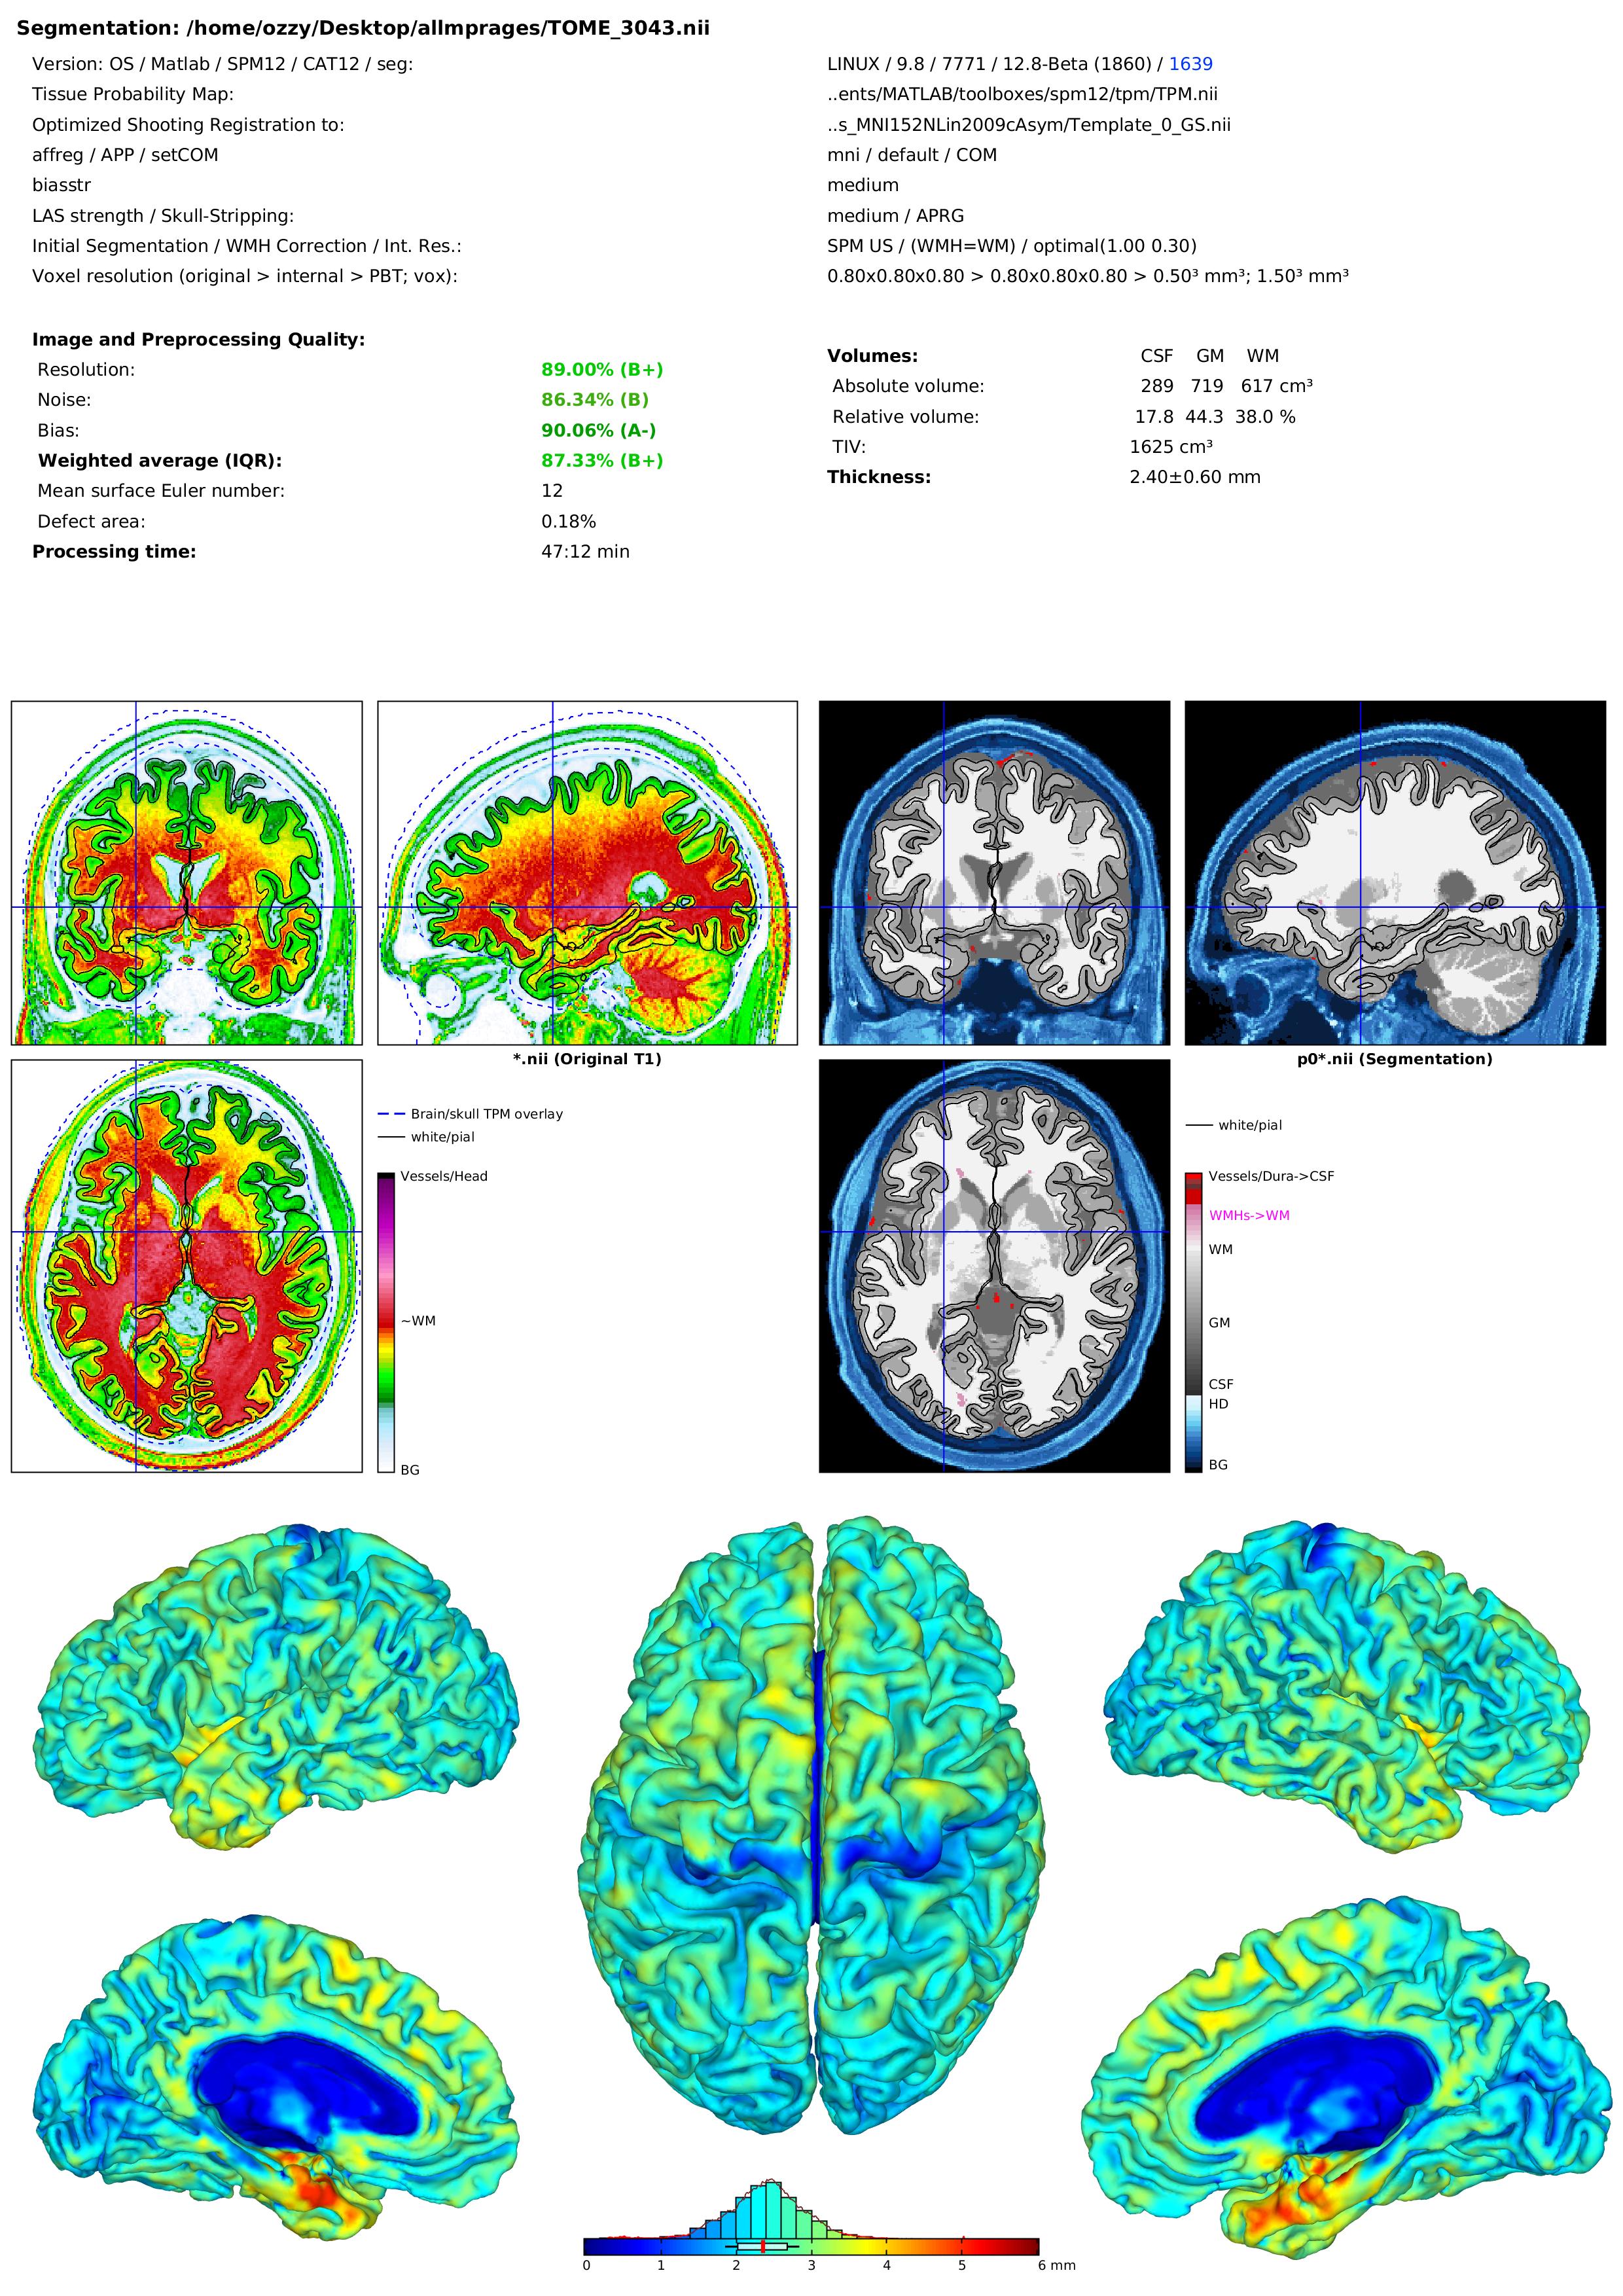 Segmentation: /home/ozzy/Desktop/allmprages/TOME_3043.nii
Version: OS / Matlab / SPM12 / CAT12 / seg: LINUX / 9.8 / 7771 / 12.8-Beta (1860) / 1639
Tissue Probability Map: ..ents/MATLAB/toolboxes/spm12/tpm/TPM.nii
Optimized Shooting Registration to: ..s_MNI152NLin2009cAsym/Template_0_GS.nii
affreg / APP / setCOM mni / default / COM
biasstr medium
LAS strength / Skull-Stripping: medium / APRG
Initial Segmentation / WMH Correction / Int. Res.: SPM US / (WMH=WM) / optimal(1.00 0.30)
Voxel resolution (original > internal > PBT; vox): 0.80x0.80x0.80 > 0.80x0.80x0.80 > 0.50³ mm³; 1.50³ mm³
Image and Preprocessing Quality:
Resolution: 89.00% (B+)
Noise: 86.34% (B)
Bias: 90.06% (A-)
Weighted average (IQR): 87.33% (B+)
Mean surface Euler number: 12
Defect area: 0.18%
Processing time: 47:12 min
Volumes: CSF GM WM
Absolute volume: 289 719 617 cm³
Relative volume: 17.8 44.3 38.0 %
TIV: 1625 cm³
Thickness: 2.40±0.60 mm
*.nii (Original T1)
Brain/skull TPM overlay
white/pial
Vessels/Head
~WM
BG
p0*.nii (Segmentation)
white/pial
Vessels/Dura->CSF
WMHs->WM
WM
GM
CSF
HD
BG
0 1 2 3 4 5 6 mm